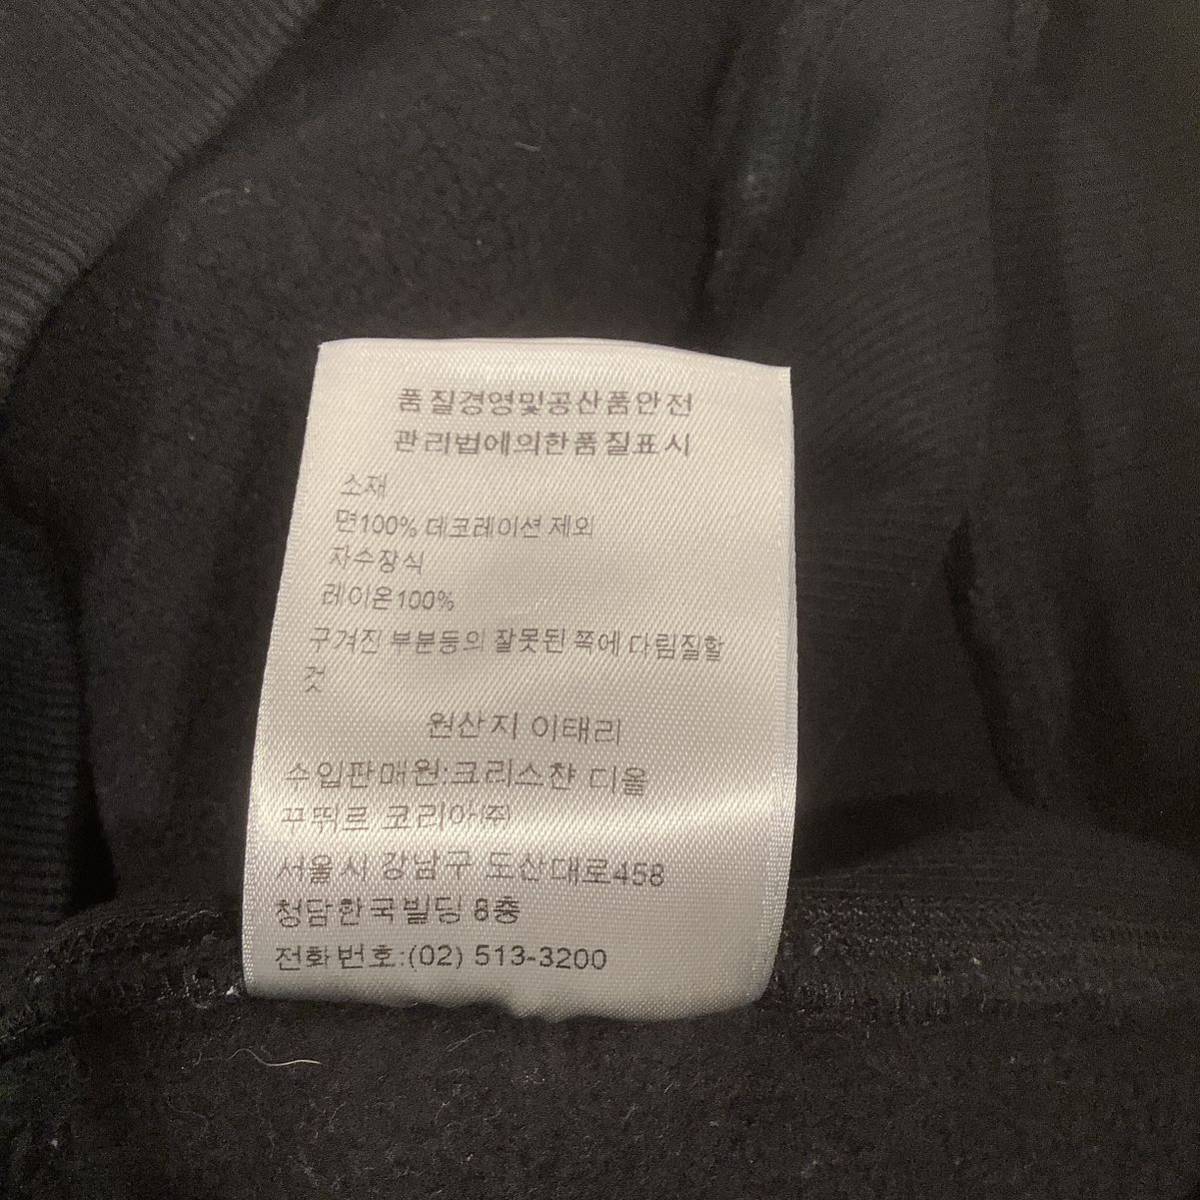 품질경영및공산품안전
관리법에의한품질표시
소재
면100% 데코레이션 제외
자수장식
레이온100%
구겨진 부분등의 잘못된 쪽에 다림질할
것
원산지 이태리
수입판매원:크리스챤 디올
꾸뛰르 코리아㈜
서울시 강남구 도산대로458
청담한국빌딩 8층
전화번호:(02) 513-3200